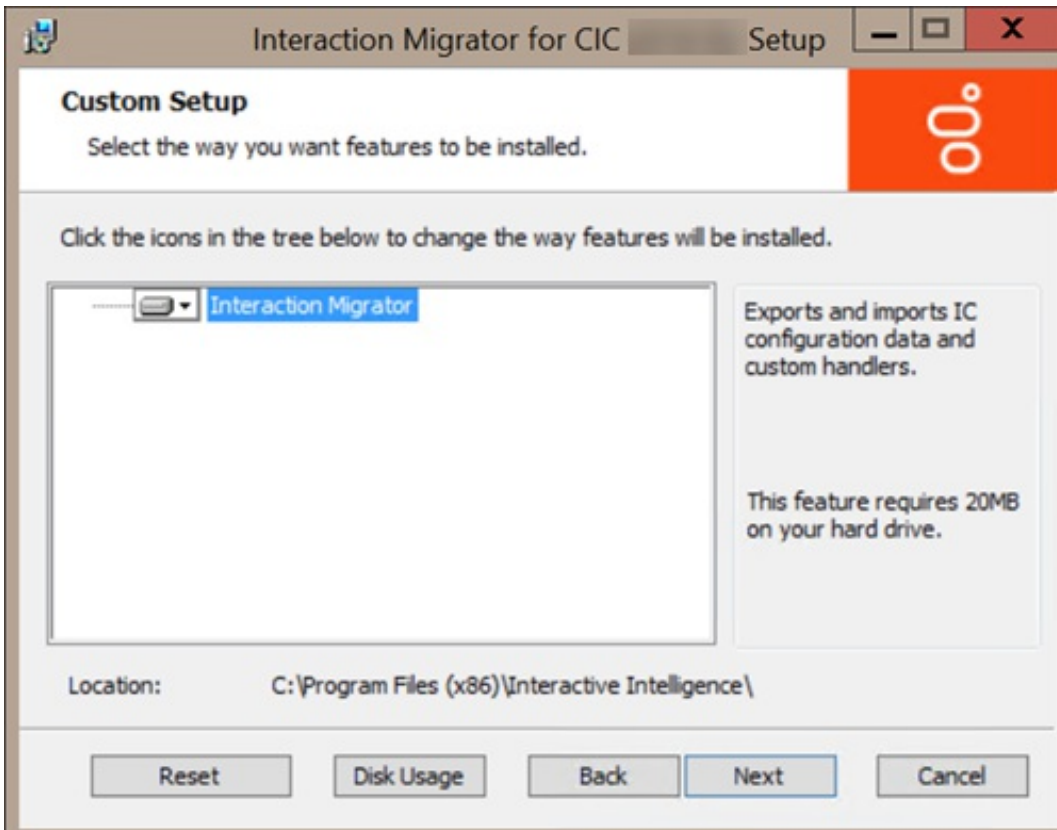 Interaction Migrator for CIC Setup
Custom Setup
Select the way you want features to be installed.
Click the icons in the tree below to change the way features will be installed.
Interaction Migrator
Exports and imports IC
configuration data and
custom handlers.
This feature requires 20MB
on your hard drive.
Location: C:\Program Files (x86)\Interactive Intelligence\
Reset Disk Usage Back Next Cancel